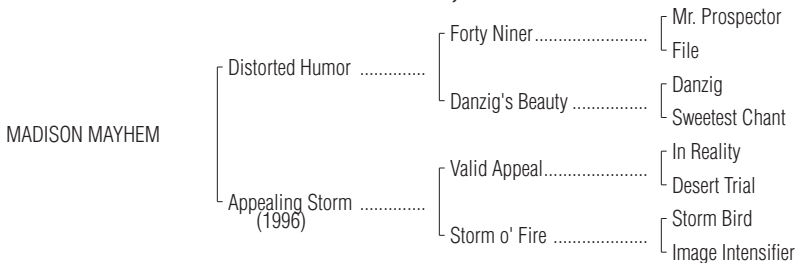 Mr. Prospector
Forty Niner......................
File
Distorted Humor ..............
Danzig
Danzig's Beauty ................
Sweetest Chant
MADISON MAYHEM
In Reality
Valid Appeal......................
Desert Trial
Appealing Storm ..............
(1996)
Storm Bird
Storm o' Fire ....................
Image Intensifier